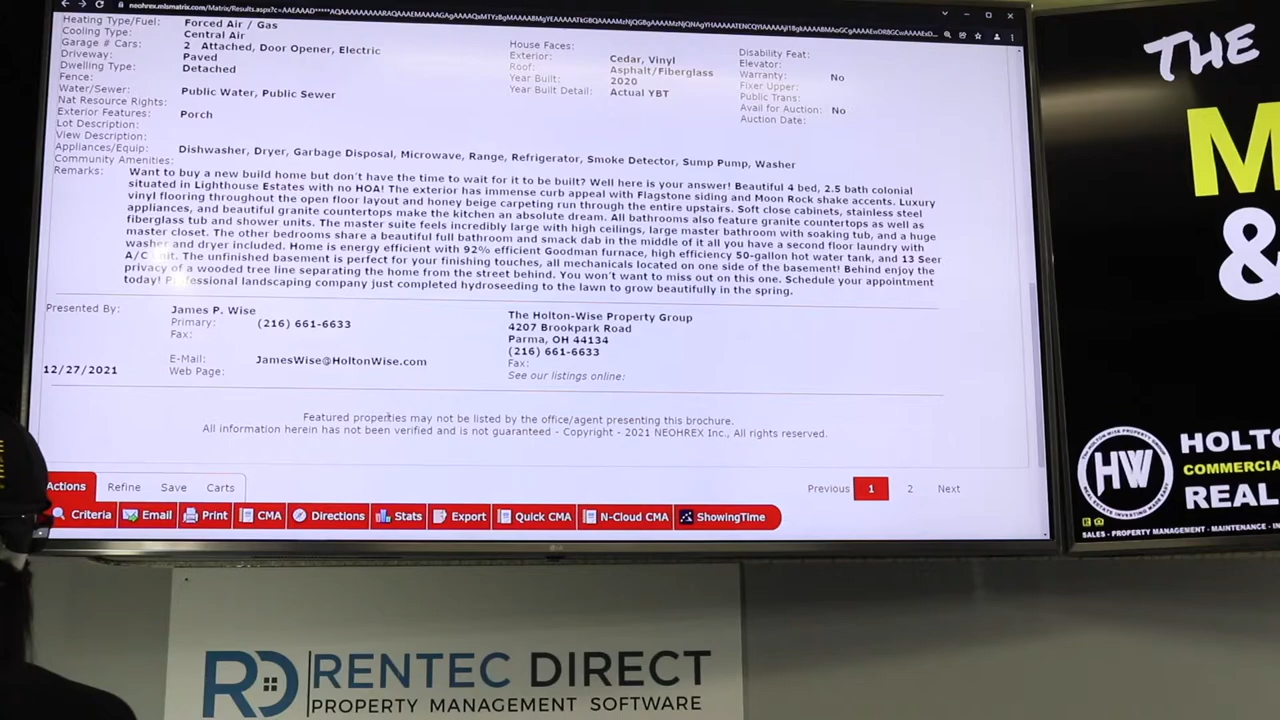 Heating Type/Fuel: Forced Air / Gas
Cooling Type: Central Air
Garage # Cars: 2 Attached, Door Opener, Electric
Driveway: Paved
Dwelling Type: Detached
Fence:
Water/Sewer: Public Water, Public Sewer
Nat Resource Rights:
Exterior Features: Porch
Lot Description:
View Description:
Appliances/Equip: Dishwasher, Dryer, Garbage Disposal, Microwave, Range, Refrigerator, Smoke Detector, Sump Pump, Washer
Community Amenities:
House Faces:
Exterior: Cedar, Vinyl
Roof: Asphalt/Fiberglass
Year Built: 2020
Year Built Detail: Actual YBT
Disability Feat:
Elevator:
Warranty: No
Fixer Upper:
Public Trans:
Avail for Auction: No
Auction Date:
Remarks: Want to buy a new build home but don't have the time to wait for it to be built? Well here is your answer! Beautiful 4 bed, 2.5 bath colonial
situated in Lighthouse Estates with no HOA! The exterior has immense curb appeal with Flagstone siding and Moon Rock shake accents. Luxury
vinyl flooring throughout the open floor layout and honey beige carpeting run through the entire upstairs. Soft close cabinets, stainless steel
appliances, and beautiful granite countertops make the kitchen an absolute dream. All bathrooms also feature granite countertops as well as
fiberglass tub and shower units. The master suite feels incredibly large with high ceilings, large master bathroom with soaking tub, and a huge
master closet. The other bedrooms share a beautiful full bathroom and smack dab in the middle of it all you have a second floor laundry with
washer and dryer included. Home is energy efficient with 92% efficient Goodman furnace, high efficiency 50-gallon hot water tank, and 13 Seer
A/C unit. The unfinished basement is perfect for your finishing touches, all mechanicals located on one side of the basement! Behind enjoy the
privacy of a wooded tree line separating the home from the street behind. You won't want to miss out on this one. Schedule your appointment
today! Professional landscaping company just completed hydroseeding to the lawn to grow beautifully in the spring.
Presented By: James P. Wise
Primary: (216) 661-6633
Fax:
E-Mail: JamesWise@HoltonWise.com
Web Page:
12/27/2021
The Holton-Wise Property Group
4207 Brookpark Road
Parma, OH 44134
(216) 661-6633
Fax:
See our listings online:
Featured properties may not be listed by the office/agent presenting this brochure.
All information herein has not been verified and is not guaranteed - Copyright - 2021 NEOHREX Inc., All rights reserved.
Actions Refine Save Carts
Previous 1 2 Next
Criteria Email Print CMA Directions Stats Export Quick CMA N-Cloud CMA ShowingTime
THE
M
&
HW
HOLTO
COMMERCIA
REAL
SALES - PROPERTY MANAGEMENT - MAINTENANCE - IN
RD RENTEC DIRECT
PROPERTY MANAGEMENT SOFTWARE